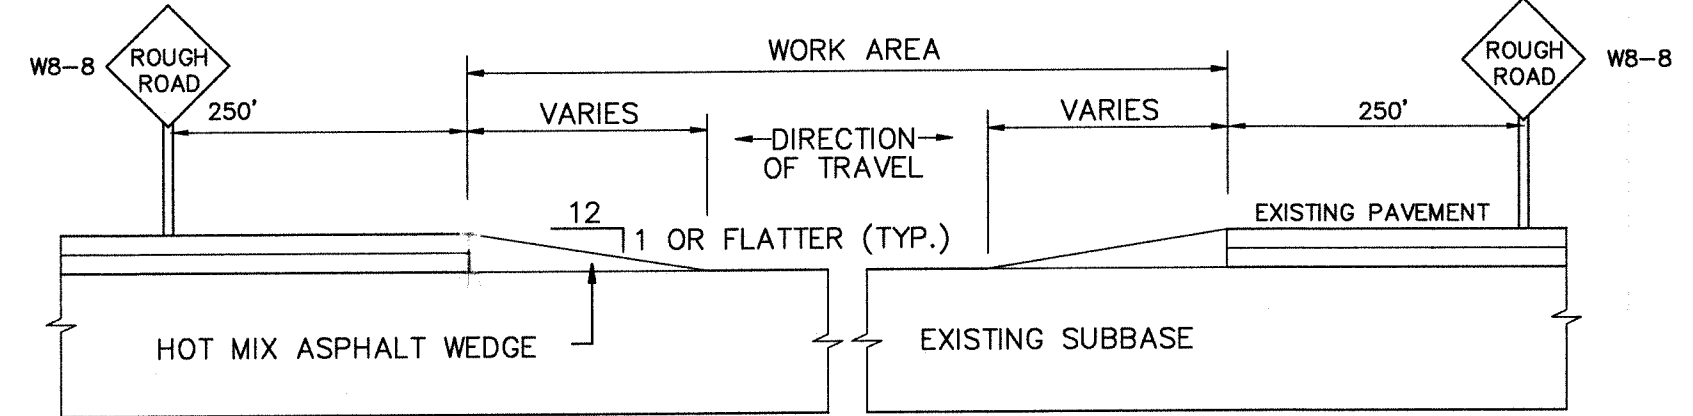 WORK AREA
ROUGH
ROAD
W8-8
ROUGH
ROAD
W8-8
250'
VARIES
VARIES
250'
DIRECTION
OF TRAVEL
12
1 OR FLATTER (TYP.)
EXISTING PAVEMENT
HOT MIX ASPHALT WEDGE
EXISTING SUBBASE